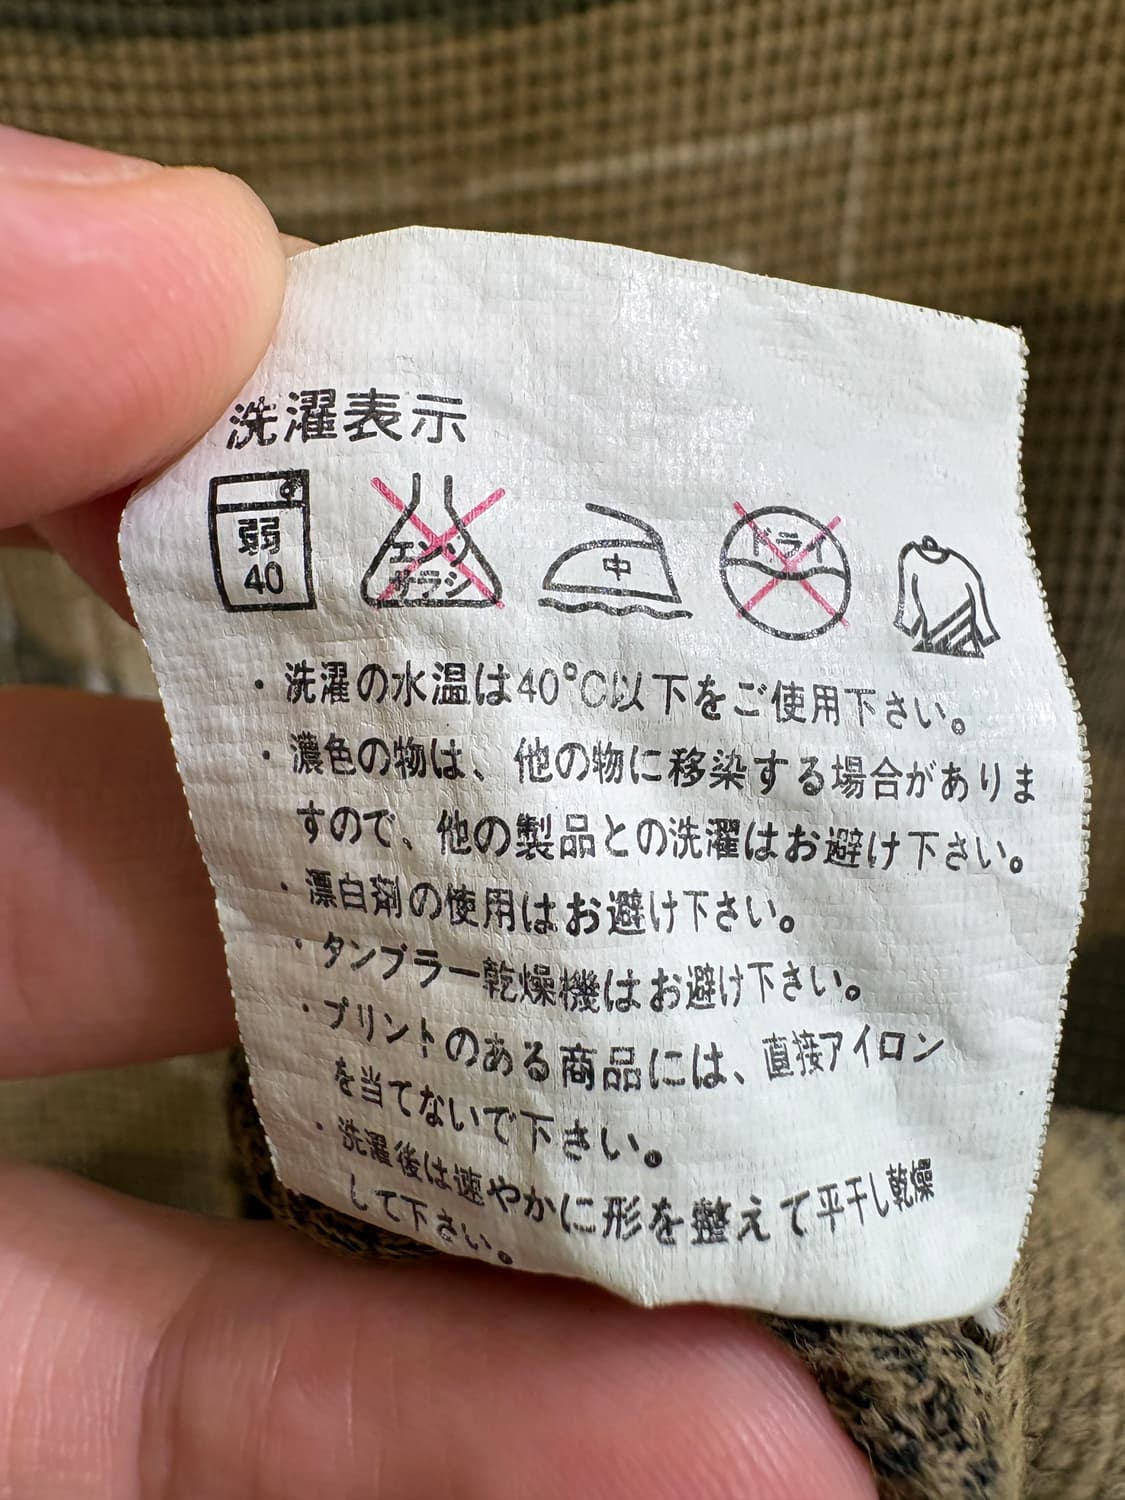 洗濯表示
弱
40
エンソ
サラシ
中
ドライ
・洗濯の水温は40°C以下をご使用下さい。
・濃色の物は、他の物に移染する場合がありま
すので、他の製品との洗濯はお避け下さい。
・漂白剤の使用はお避け下さい。
・タンブラー乾燥機はお避け下さい。
・プリントのある商品には、直接アイロン
を当てないで下さい。
・洗濯後は速やかに形を整えて平干し乾燥
して下さい。